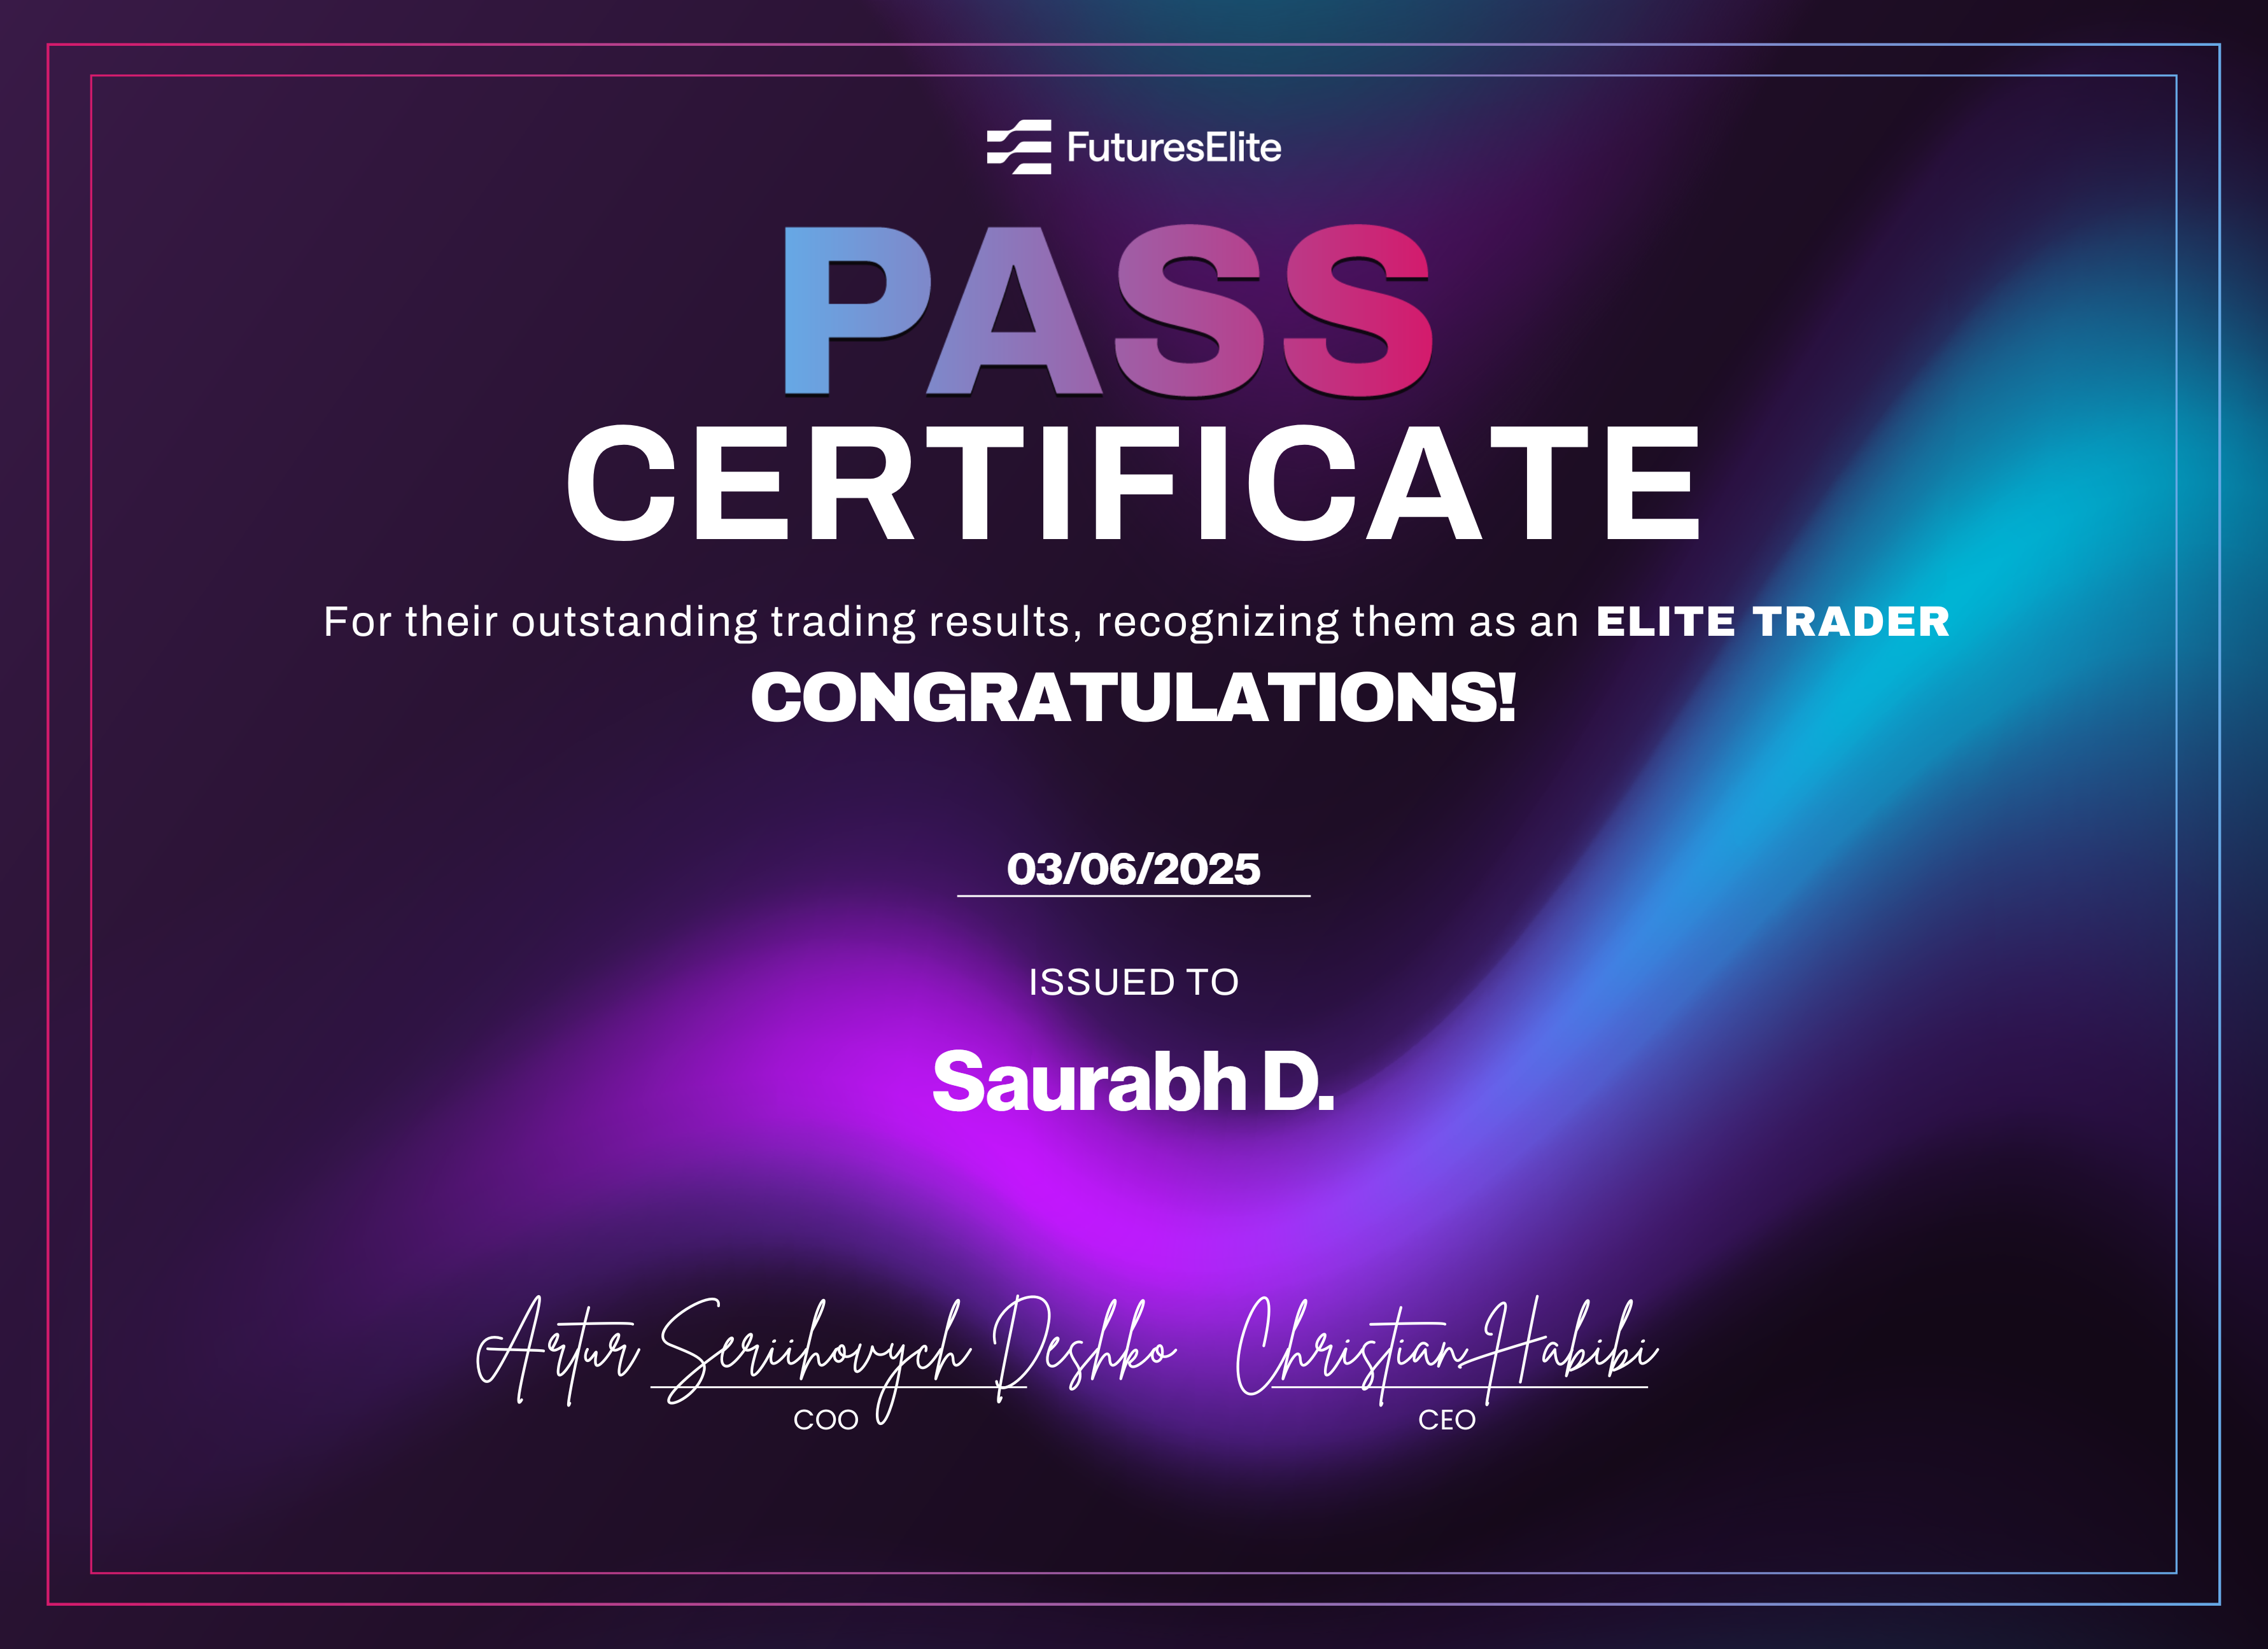 FuturesElite
PASS
CERTIFICATE
For their outstanding trading results, recognizing them as an ELITE TRADER
CONGRATULATIONS!
03/06/2025
ISSUED TO
Saurabh D.
Artur Seriihovych Deshko Christian Habibi
COO CEO